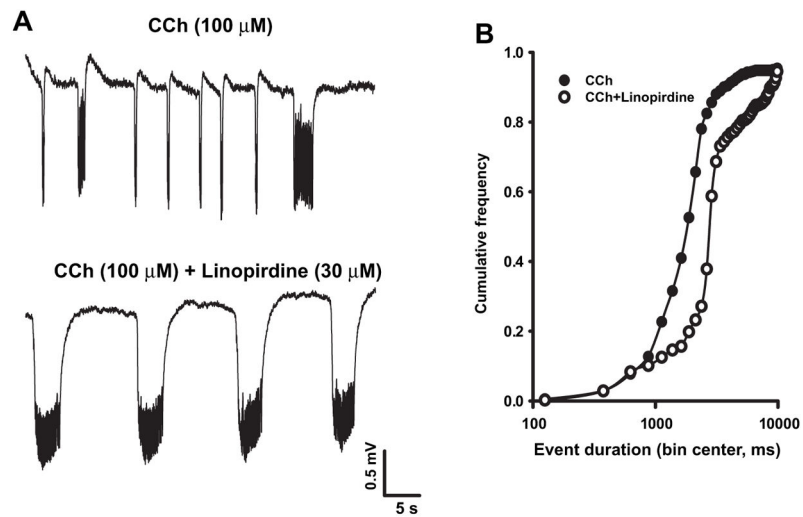 A
CCh (100 μM)
CCh (100 μM) + Linopirdine (30 μM)
0.5 mV
5 s
B
CCh
CCh+Linopirdine
Cumulative frequency
1.0
0.8
0.6
0.4
0.2
0.0
100
1000
10000
Event duration (bin center, ms)